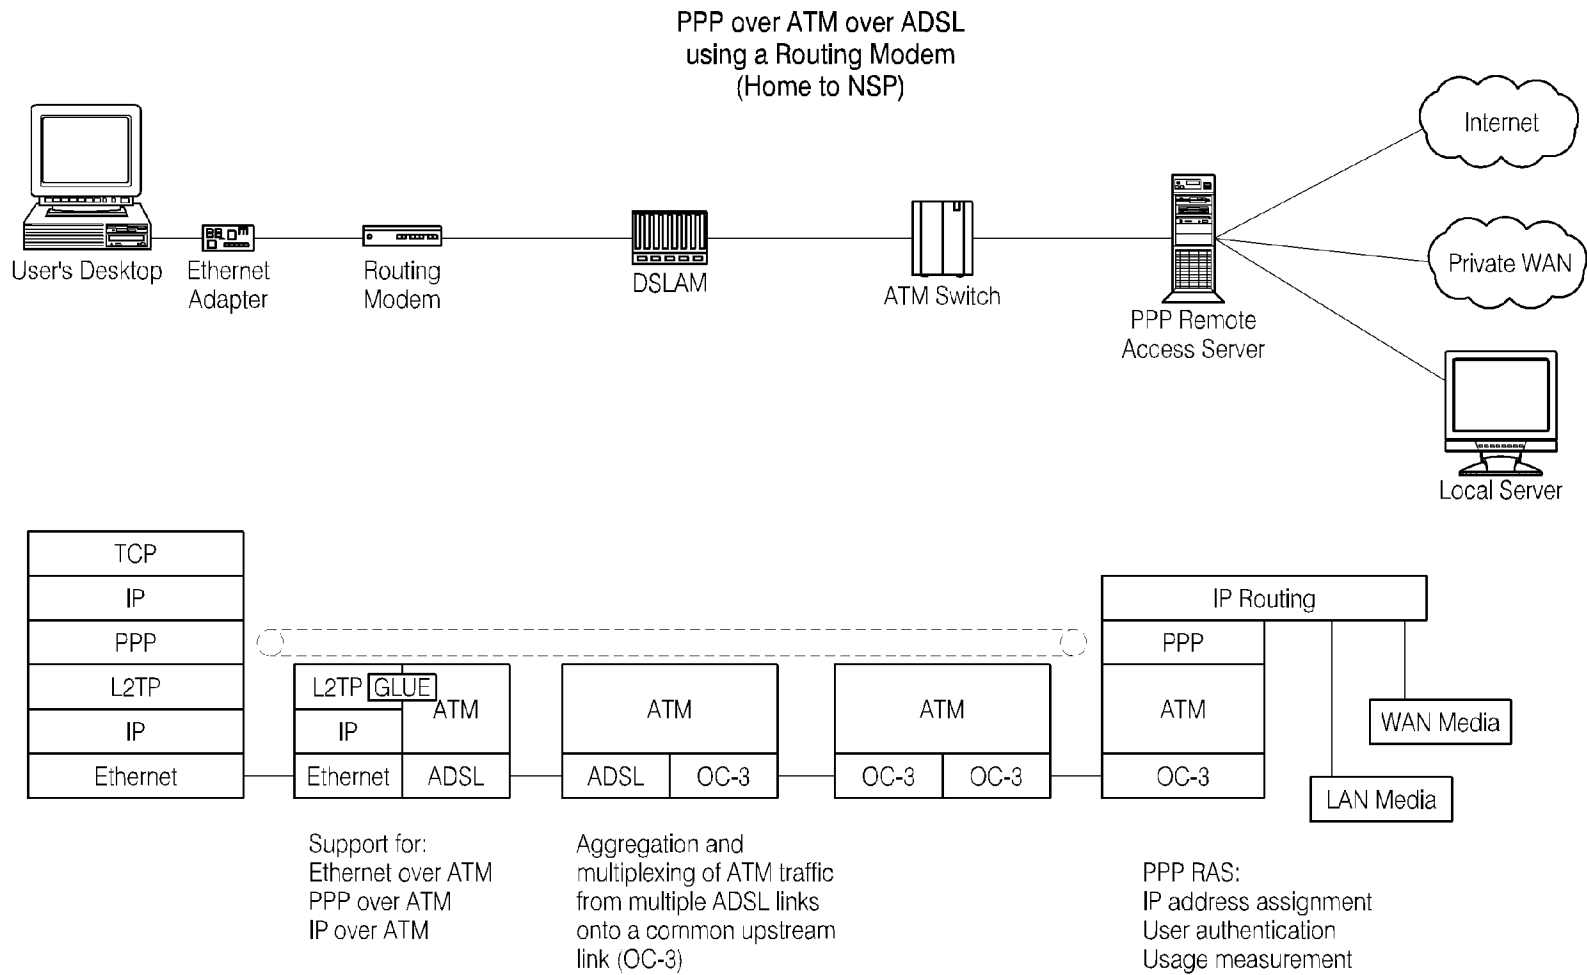 PPP over ATM over ADSL
using a Routing Modem
(Home to NSP)
Internet
Private WAN
User's Desktop
Ethernet
Adapter
Routing
Modem
DSLAM
ATM Switch
PPP Remote
Access Server
Local Server
TCP
IP
PPP
L2TP
IP
Ethernet
L2TP
GLUE
ATM
IP
Ethernet
ADSL
ATM
ADSL
OC-3
ATM
OC-3
OC-3
IP Routing
PPP
ATM
OC-3
WAN Media
LAN Media
Support for:
Ethernet over ATM
PPP over ATM
IP over ATM
Aggregation and
multiplexing of ATM traffic
from multiple ADSL links
onto a common upstream
link (OC-3)
PPP RAS:
IP address assignment
User authentication
Usage measurement